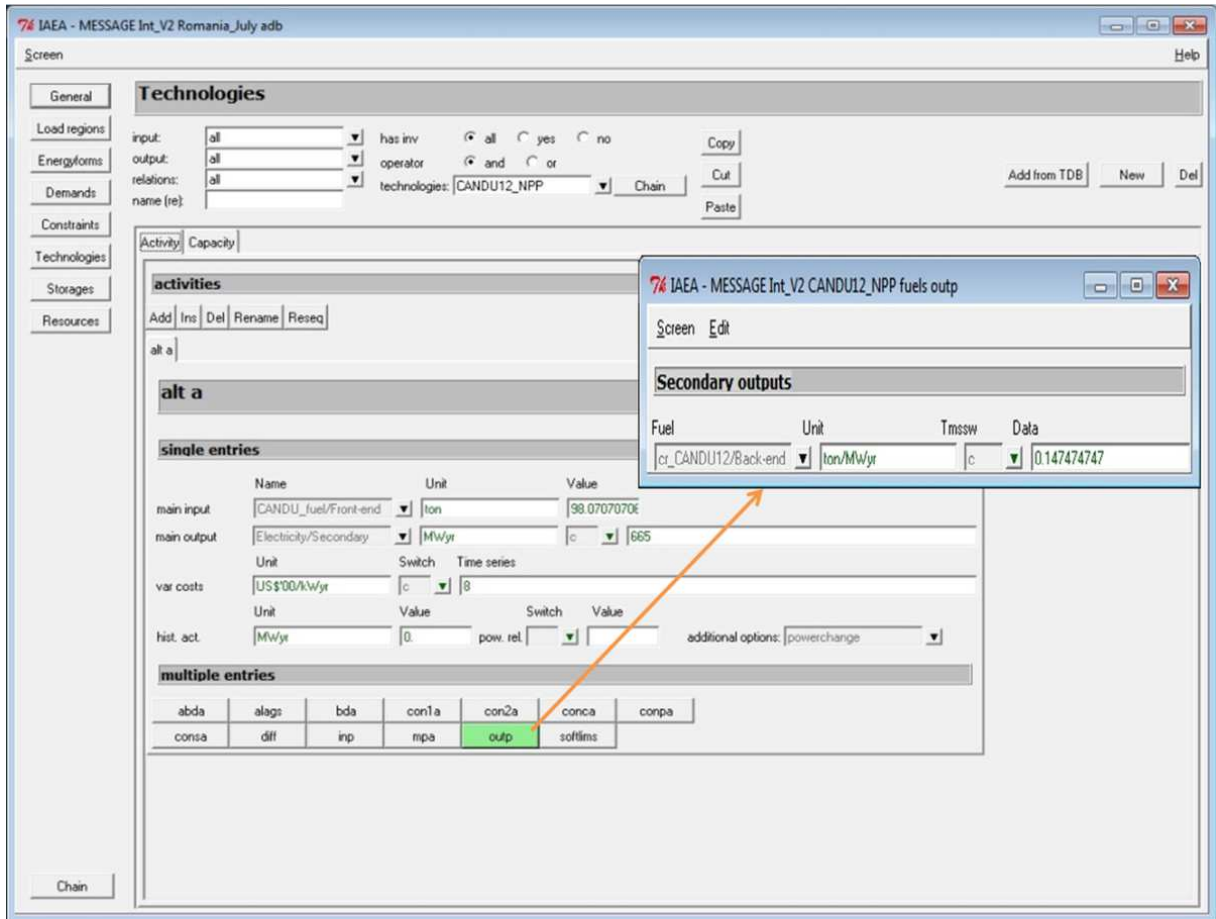 IAEA - MESSAGE Int_V2 Romania_July adb
Screen Help
General
Load regions
Energyforms
Demands
Constraints
Technologies
Storages
Resources
Chain
Technologies
input: all has inv all yes no Copy
output: all operator and or
relations: all technologies: CANDU12_NPP Chain Cut Add from TDB New Del
name (re): Paste
Activity Capacity
activities
Add Ins Del Rename Reseq
alt a
alt a
single entries
Name Unit Value
main input CANDU_fuel/Front-end ton 98.0707070
main output Electricity/Secondary MWyr c 665
Unit Switch Time series
var costs US$'00/kWyr c 8
Unit Value Switch Value
hist. act. MWyr 0. pow. rel. additional options: powerchange
multiple entries
abda alags bda con1a con2a conca conpa
consa diff inp mpa outp softlims
IAEA - MESSAGE Int_V2 CANDU12_NPP fuels outp
Screen Edit
Secondary outputs
Fuel Unit Tmssw Data
cr_CANDU12/Back-end ton/MWyr c 0.147474747